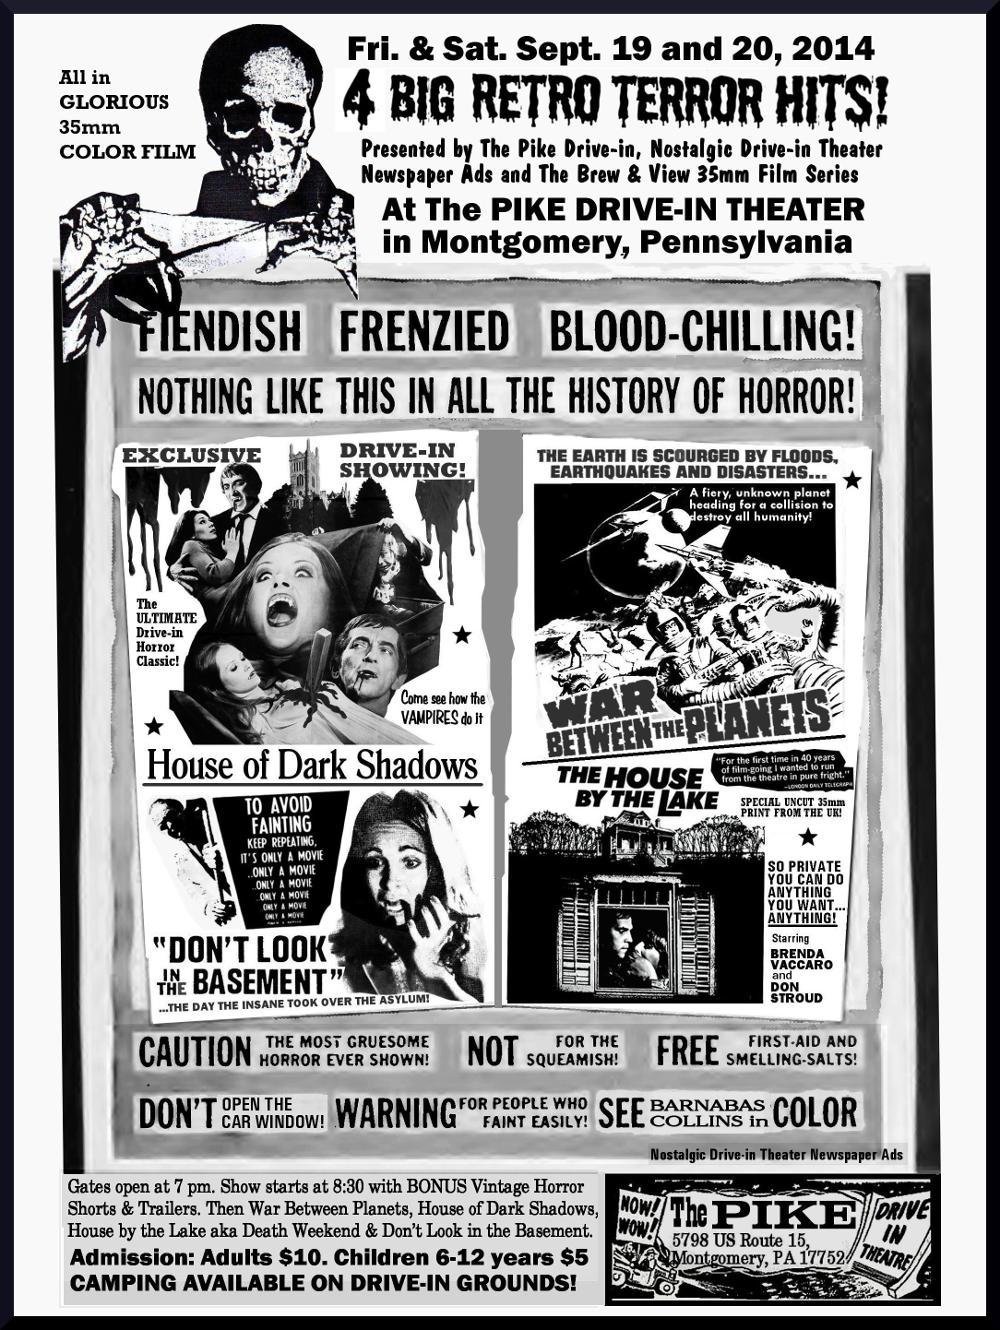 Fri. & Sat. Sept. 19 and 20, 2014
4 BIG RETRO TERROR HITS!
All in
GLORIOUS
35mm
COLOR FILM
Presented by The Pike Drive-in, Nostalgic Drive-in Theater
Newspaper Ads and The Brew & View 35mm Film Series
At The PIKE DRIVE-IN THEATER
in Montgomery, Pennsylvania
FIENDISH FRENZIED BLOOD-CHILLING!
NOTHING LIKE THIS IN ALL THE HISTORY OF HORROR!
EXCLUSIVE DRIVE-IN
SHOWING!
The
ULTIMATE
Drive-in
Horror
Classic!
Come see how the
VAMPIRES do it
House of Dark Shadows
TO AVOID
FAINTING
KEEP REPEATING,
IT'S ONLY A MOVIE
..ONLY A MOVIE
..ONLY A MOVIE
..ONLY A MOVIE
ONLY A MOVIE
ONLY A MOVIE
"DON'T LOOK
IN THE BASEMENT"
...THE DAY THE INSANE TOOK OVER THE ASYLUM!
THE EARTH IS SCOURGED BY FLOODS,
EARTHQUAKES AND DISASTERS...
A fiery, unknown planet
heading for a collision to
destroy all humanity!
WAR
BETWEEN THE PLANETS
THE HOUSE
BY THE LAKE
"For the first time in 40 years
of film-going I wanted to run
from the theatre in pure fright."
—LONDON DAILY TELEGRAPH
SPECIAL UNCUT 35mm
PRINT FROM THE UK!
SO PRIVATE
YOU CAN DO
ANYTHING
YOU WANT...
ANYTHING!
Starring
BRENDA
VACCARO
and
DON
STROUD
CAUTION THE MOST GRUESOME
HORROR EVER SHOWN!
NOT FOR THE
SQUEAMISH!
FREE FIRST-AID AND
SMELLING-SALTS!
DON'T OPEN THE
CAR WINDOW!
WARNING FOR PEOPLE WHO
FAINT EASILY!
SEE BARNABAS
COLLINS in COLOR
Nostalgic Drive-in Theater Newspaper Ads
Gates open at 7 pm. Show starts at 8:30 with BONUS Vintage Horror
Shorts & Trailers. Then War Between Planets, House of Dark Shadows,
House by the Lake aka Death Weekend & Don't Look in the Basement.
Admission: Adults $10. Children 6-12 years $5
CAMPING AVAILABLE ON DRIVE-IN GROUNDS!
NOW!
WOW!
The PIKE
5798 US Route 15,
Montgomery, PA 17752
DRIVE
IN
THEATRE